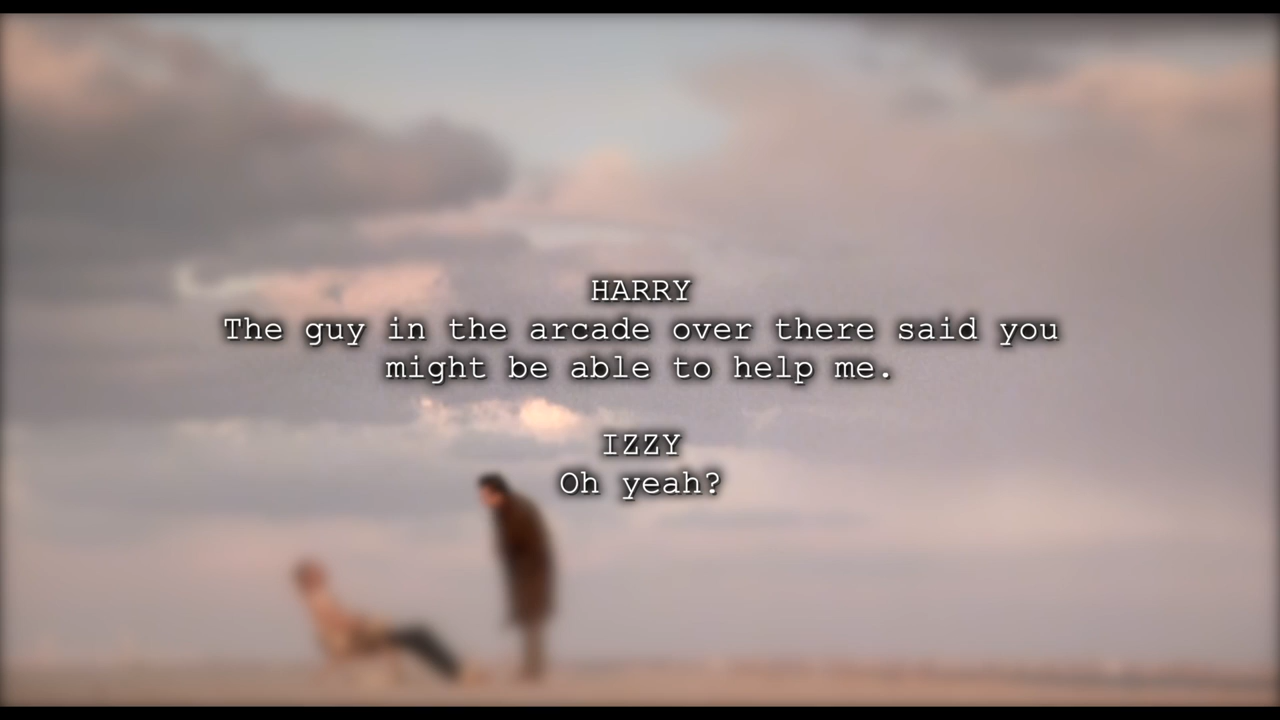 HARRY
The guy in the arcade over there said you
might be able to help me.
IZZY
Oh yeah?